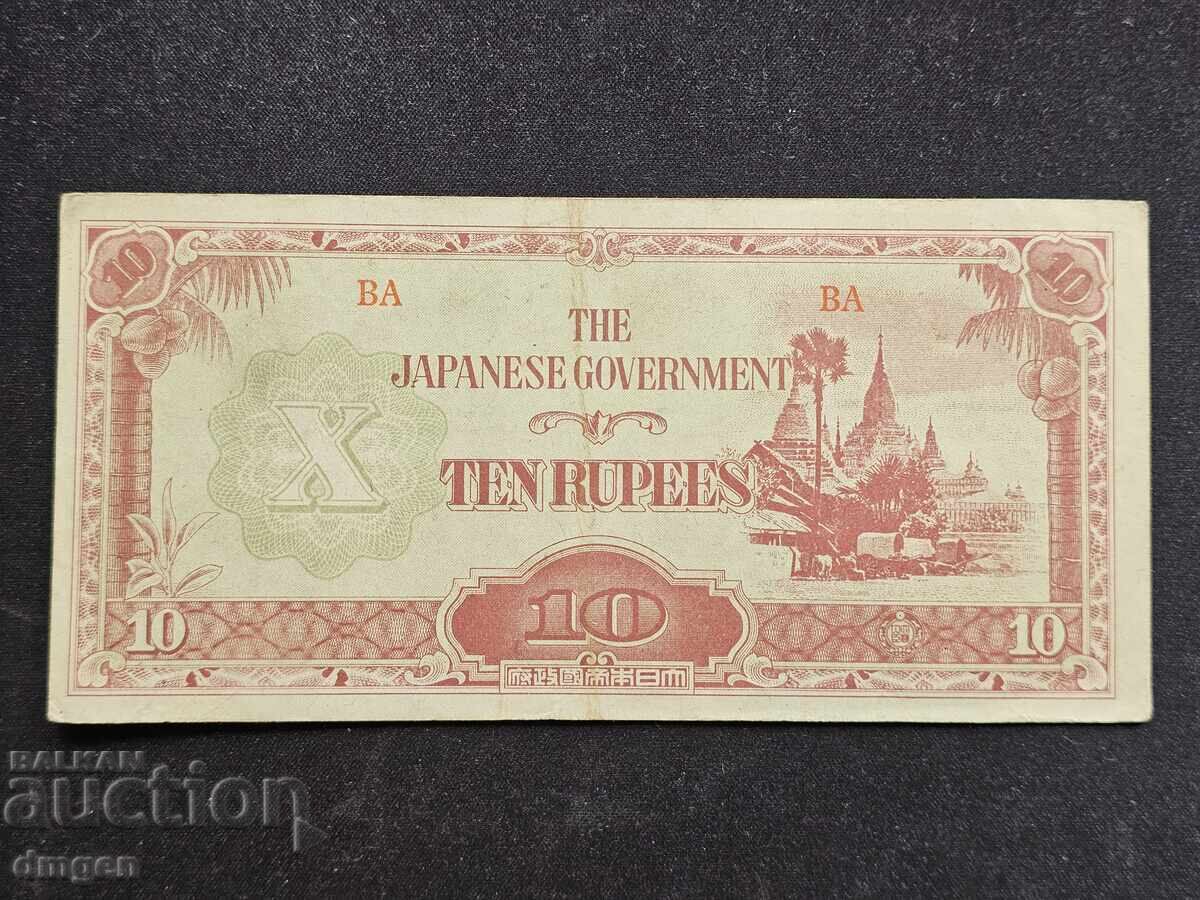 10
10
BA
BA
THE
JAPANESE GOVERNMENT
X
TEN RUPEES
10
10
10
府政國帝本日大
BALKAN
auction
dmgen